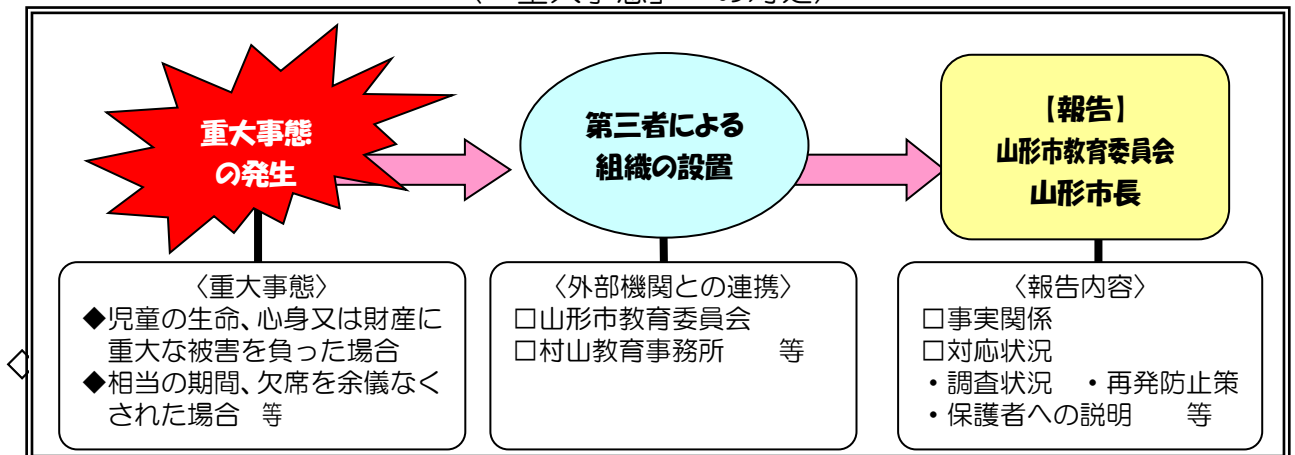 重大事態
の発生
第三者による
組織の設置
【報告】
山形市教育委員会
山形市長
〈重大事態〉
◆児童の生命、心身又は財産に
重大な被害を負った場合
◆相当の期間、欠席を余儀なく
された場合 等
〈外部機関との連携〉
□山形市教育委員会
□村山教育事務所 等
〈報告内容〉
□事実関係
□対応状況
・調査状況 ・再発防止策
・保護者への説明 等